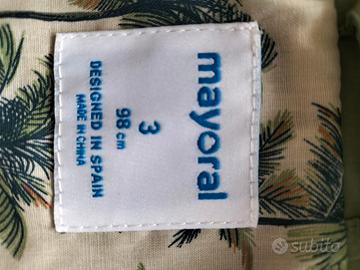 mayoral
3
98 cm
DESIGNED IN SPAIN
MADE IN CHINA
subito